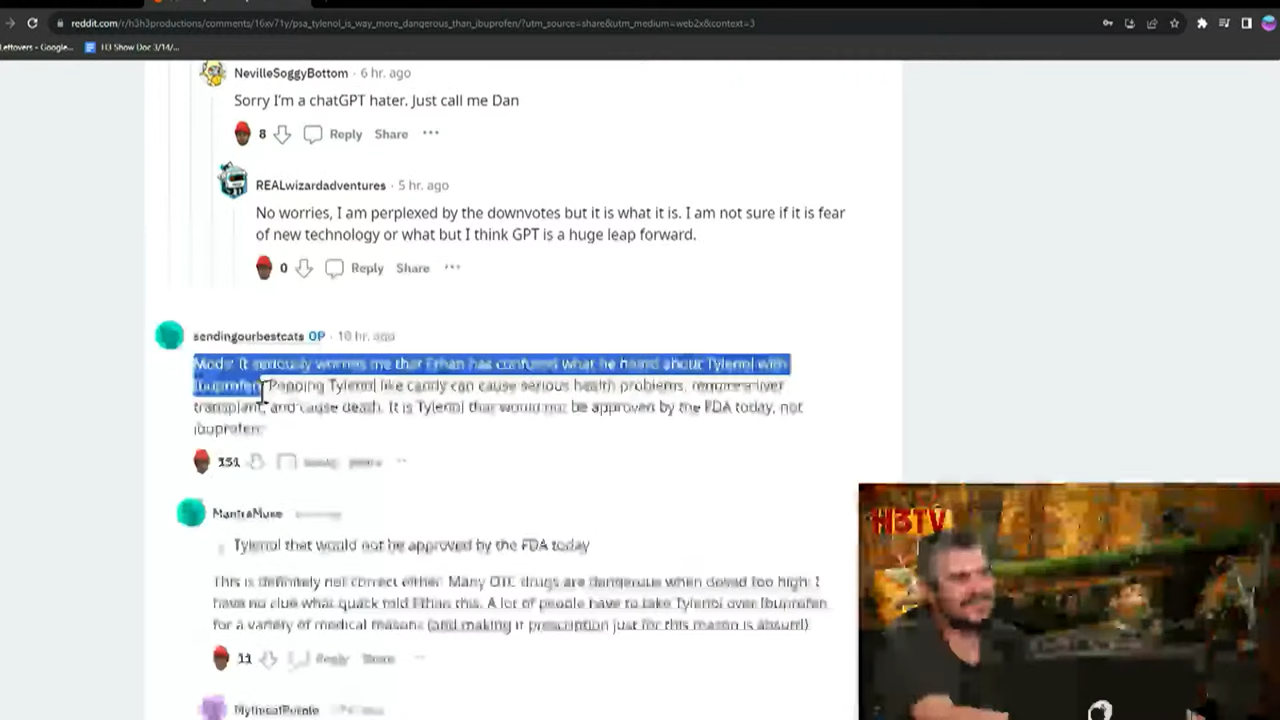 reddit.com/r/h3h3productions/comments/16xv71y/psa_tylenol_is_way_more_dangerous_than_ibuprofen/?utm_source=share&utm_medium=web2x&context=3
Leftovers - Google...
H3 Show Doc 3/14/...
NevilleSoggyBottom · 6 hr. ago
Sorry I'm a chatGPT hater. Just call me Dan
8 Reply Share ...
REALwizardadventures · 5 hr. ago
No worries, I am perplexed by the downvotes but it is what it is. I am not sure if it is fear
of new technology or what but I think GPT is a huge leap forward.
0 Reply Share ...
sendingourbestcats OP · 10 hr. ago
Mods: It seriously worries me that Ethan has confused what he heard about Tylenol with
Ibuprofen. Popping Tylenol like candy can cause serious health problems, require liver
transplant, and cause death. It is Tylenol that would not be approved by the FDA today, not
ibuprofen.
151
MantraMuse
Tylenol that would not be approved by the FDA today
This is definitely not correct either. Many OTC drugs are dangerous when dosed too high. I
have no clue what quack told Ethan this. A lot of people have to take Tylenol over Ibuprofen
for a variety of medical reasons (and making it prescription just for this reason is absurd)
11 Reply Share
MythicalPurple
H3TV